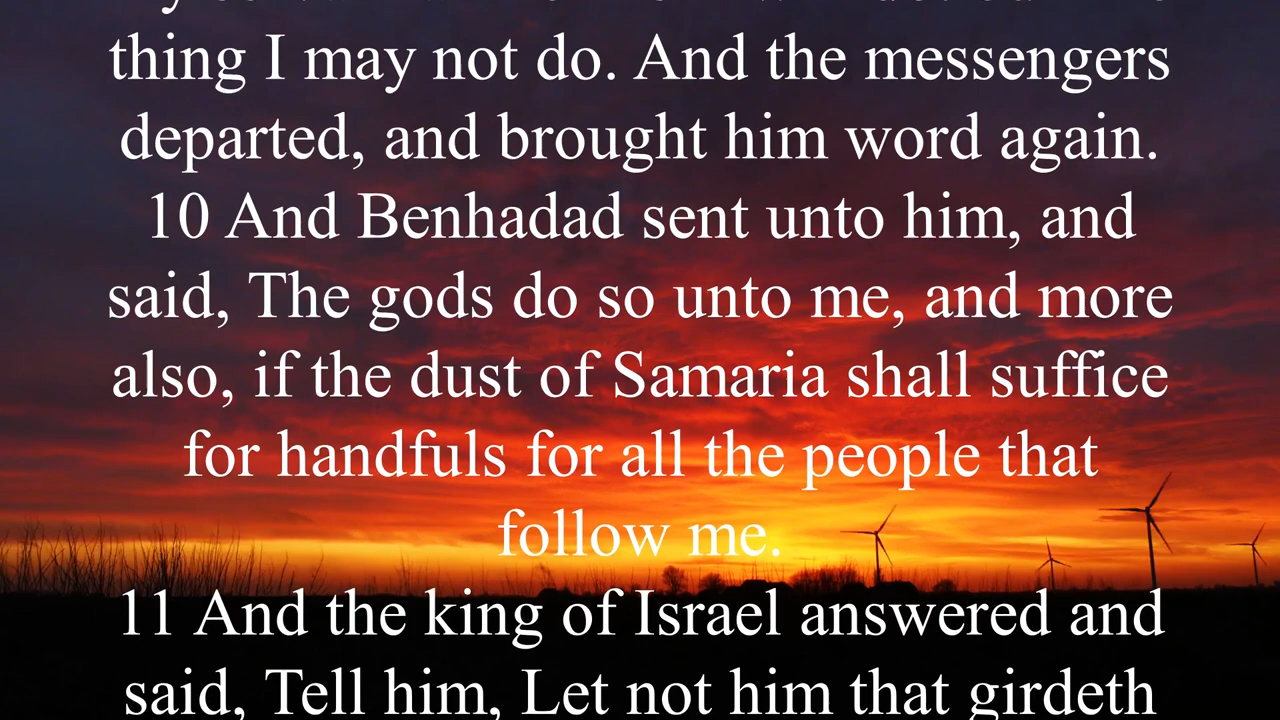 thing I may not do. And the messengers
departed, and brought him word again.
10 And Benhadad sent unto him, and
said, The gods do so unto me, and more
also, if the dust of Samaria shall suffice
for handfuls for all the people that
follow me.
11 And the king of Israel answered and
said, Tell him, Let not him that girdeth